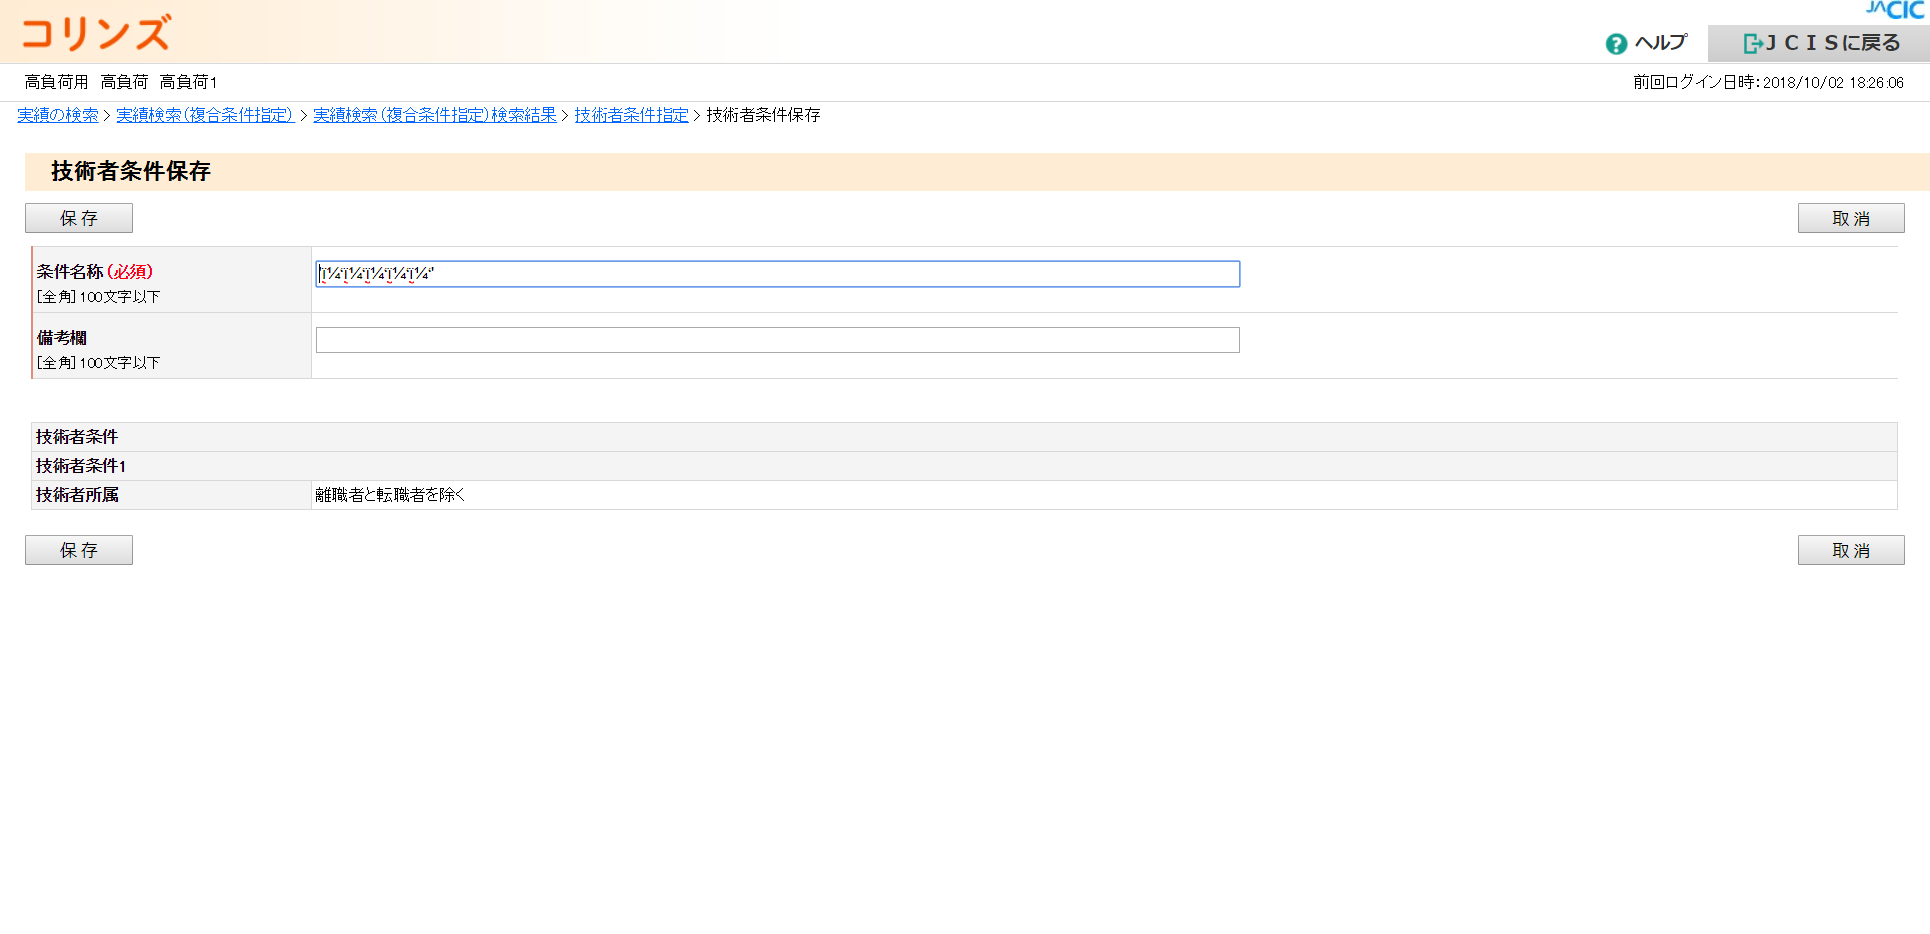 JACIC
コリンズ
ヘルプ
ＪＣＩＳに戻る
高負荷用 高負荷 高負荷1
前回ログイン日時：2018/10/02 18:26:06
実績の検索 > 実績検索（複合条件指定） > 実績検索（複合条件指定）検索結果 > 技術者条件指定 > 技術者条件保存
技術者条件保存
保 存
取 消
条件名称（必須）
[全角]100文字以下
備考欄
[全角]100文字以下
技術者条件
技術者条件1
技術者所属 離職者と転職者を除く
保 存
取 消